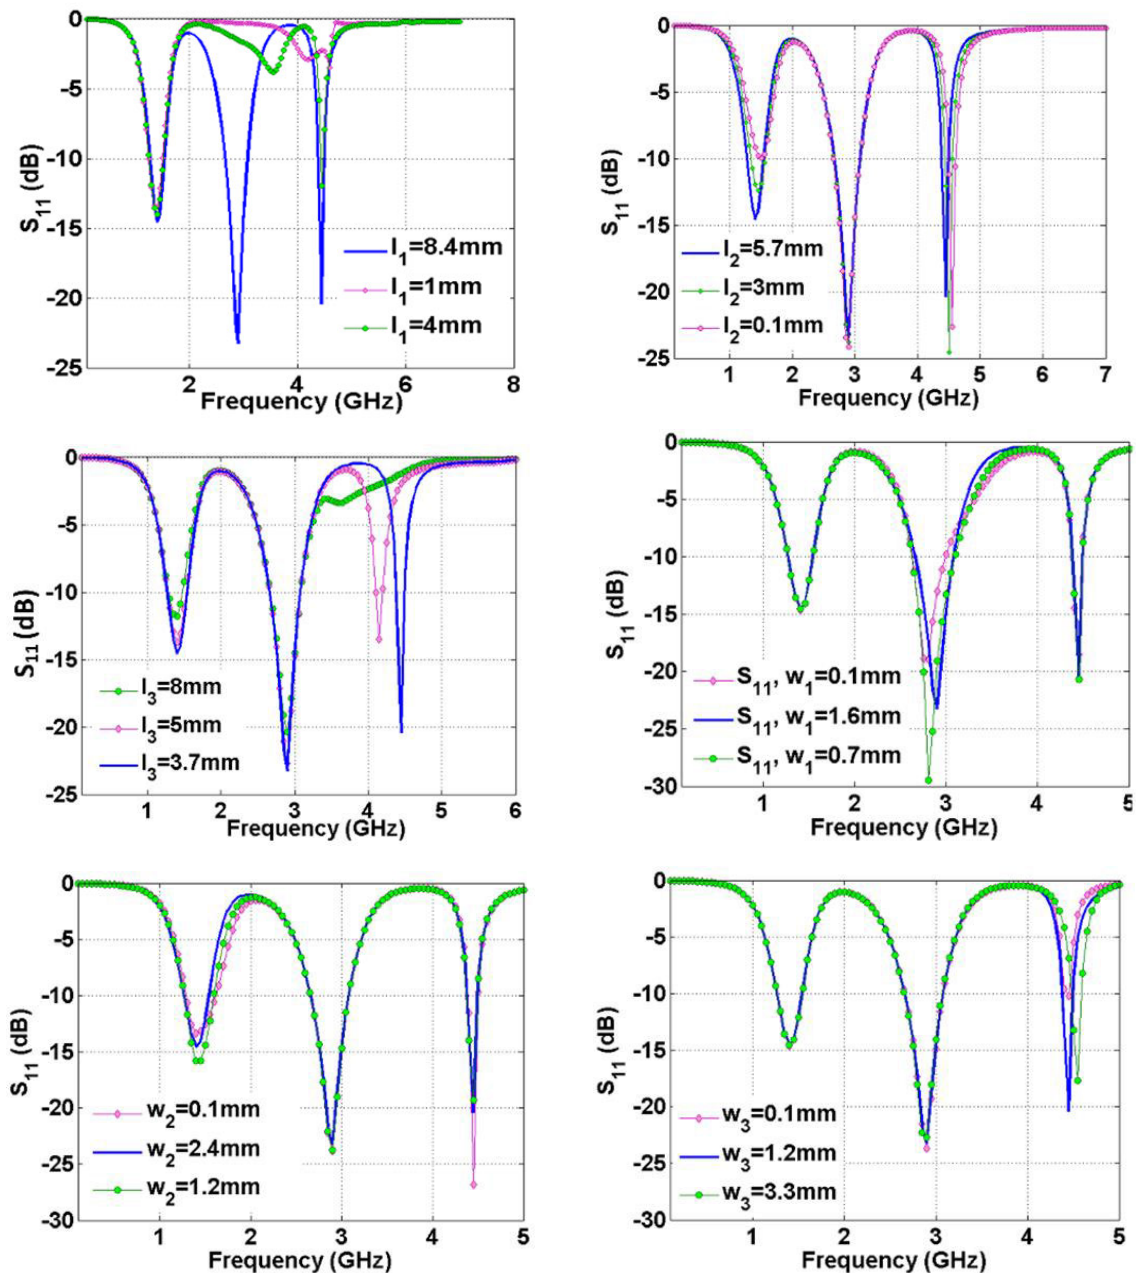 0
-5
-10
-15
-20
-25
S11 (dB)
l1=8.4mm
l1=1mm
l1=4mm
2 4 6 8
Frequency (GHz)
0
-5
-10
-15
-20
-25
S11 (dB)
l2=5.7mm
l2=3mm
l2=0.1mm
1 2 3 4 5 6 7
Frequency (GHz)
0
-5
-10
-15
-20
-25
S11 (dB)
l3=8mm
l3=5mm
l3=3.7mm
1 2 3 4 5 6
Frequency (GHz)
0
-5
-10
-15
-20
-25
-30
S11 (dB)
S11, w1=0.1mm
S11, w1=1.6mm
S11, w1=0.7mm
1 2 3 4 5
Frequency (GHz)
0
-5
-10
-15
-20
-25
-30
S11 (dB)
w2=0.1mm
w2=2.4mm
w2=1.2mm
1 2 3 4 5
Frequency (GHz)
0
-5
-10
-15
-20
-25
-30
S11 (dB)
w3=0.1mm
w3=1.2mm
w3=3.3mm
1 2 3 4 5
Frequency (GHz)